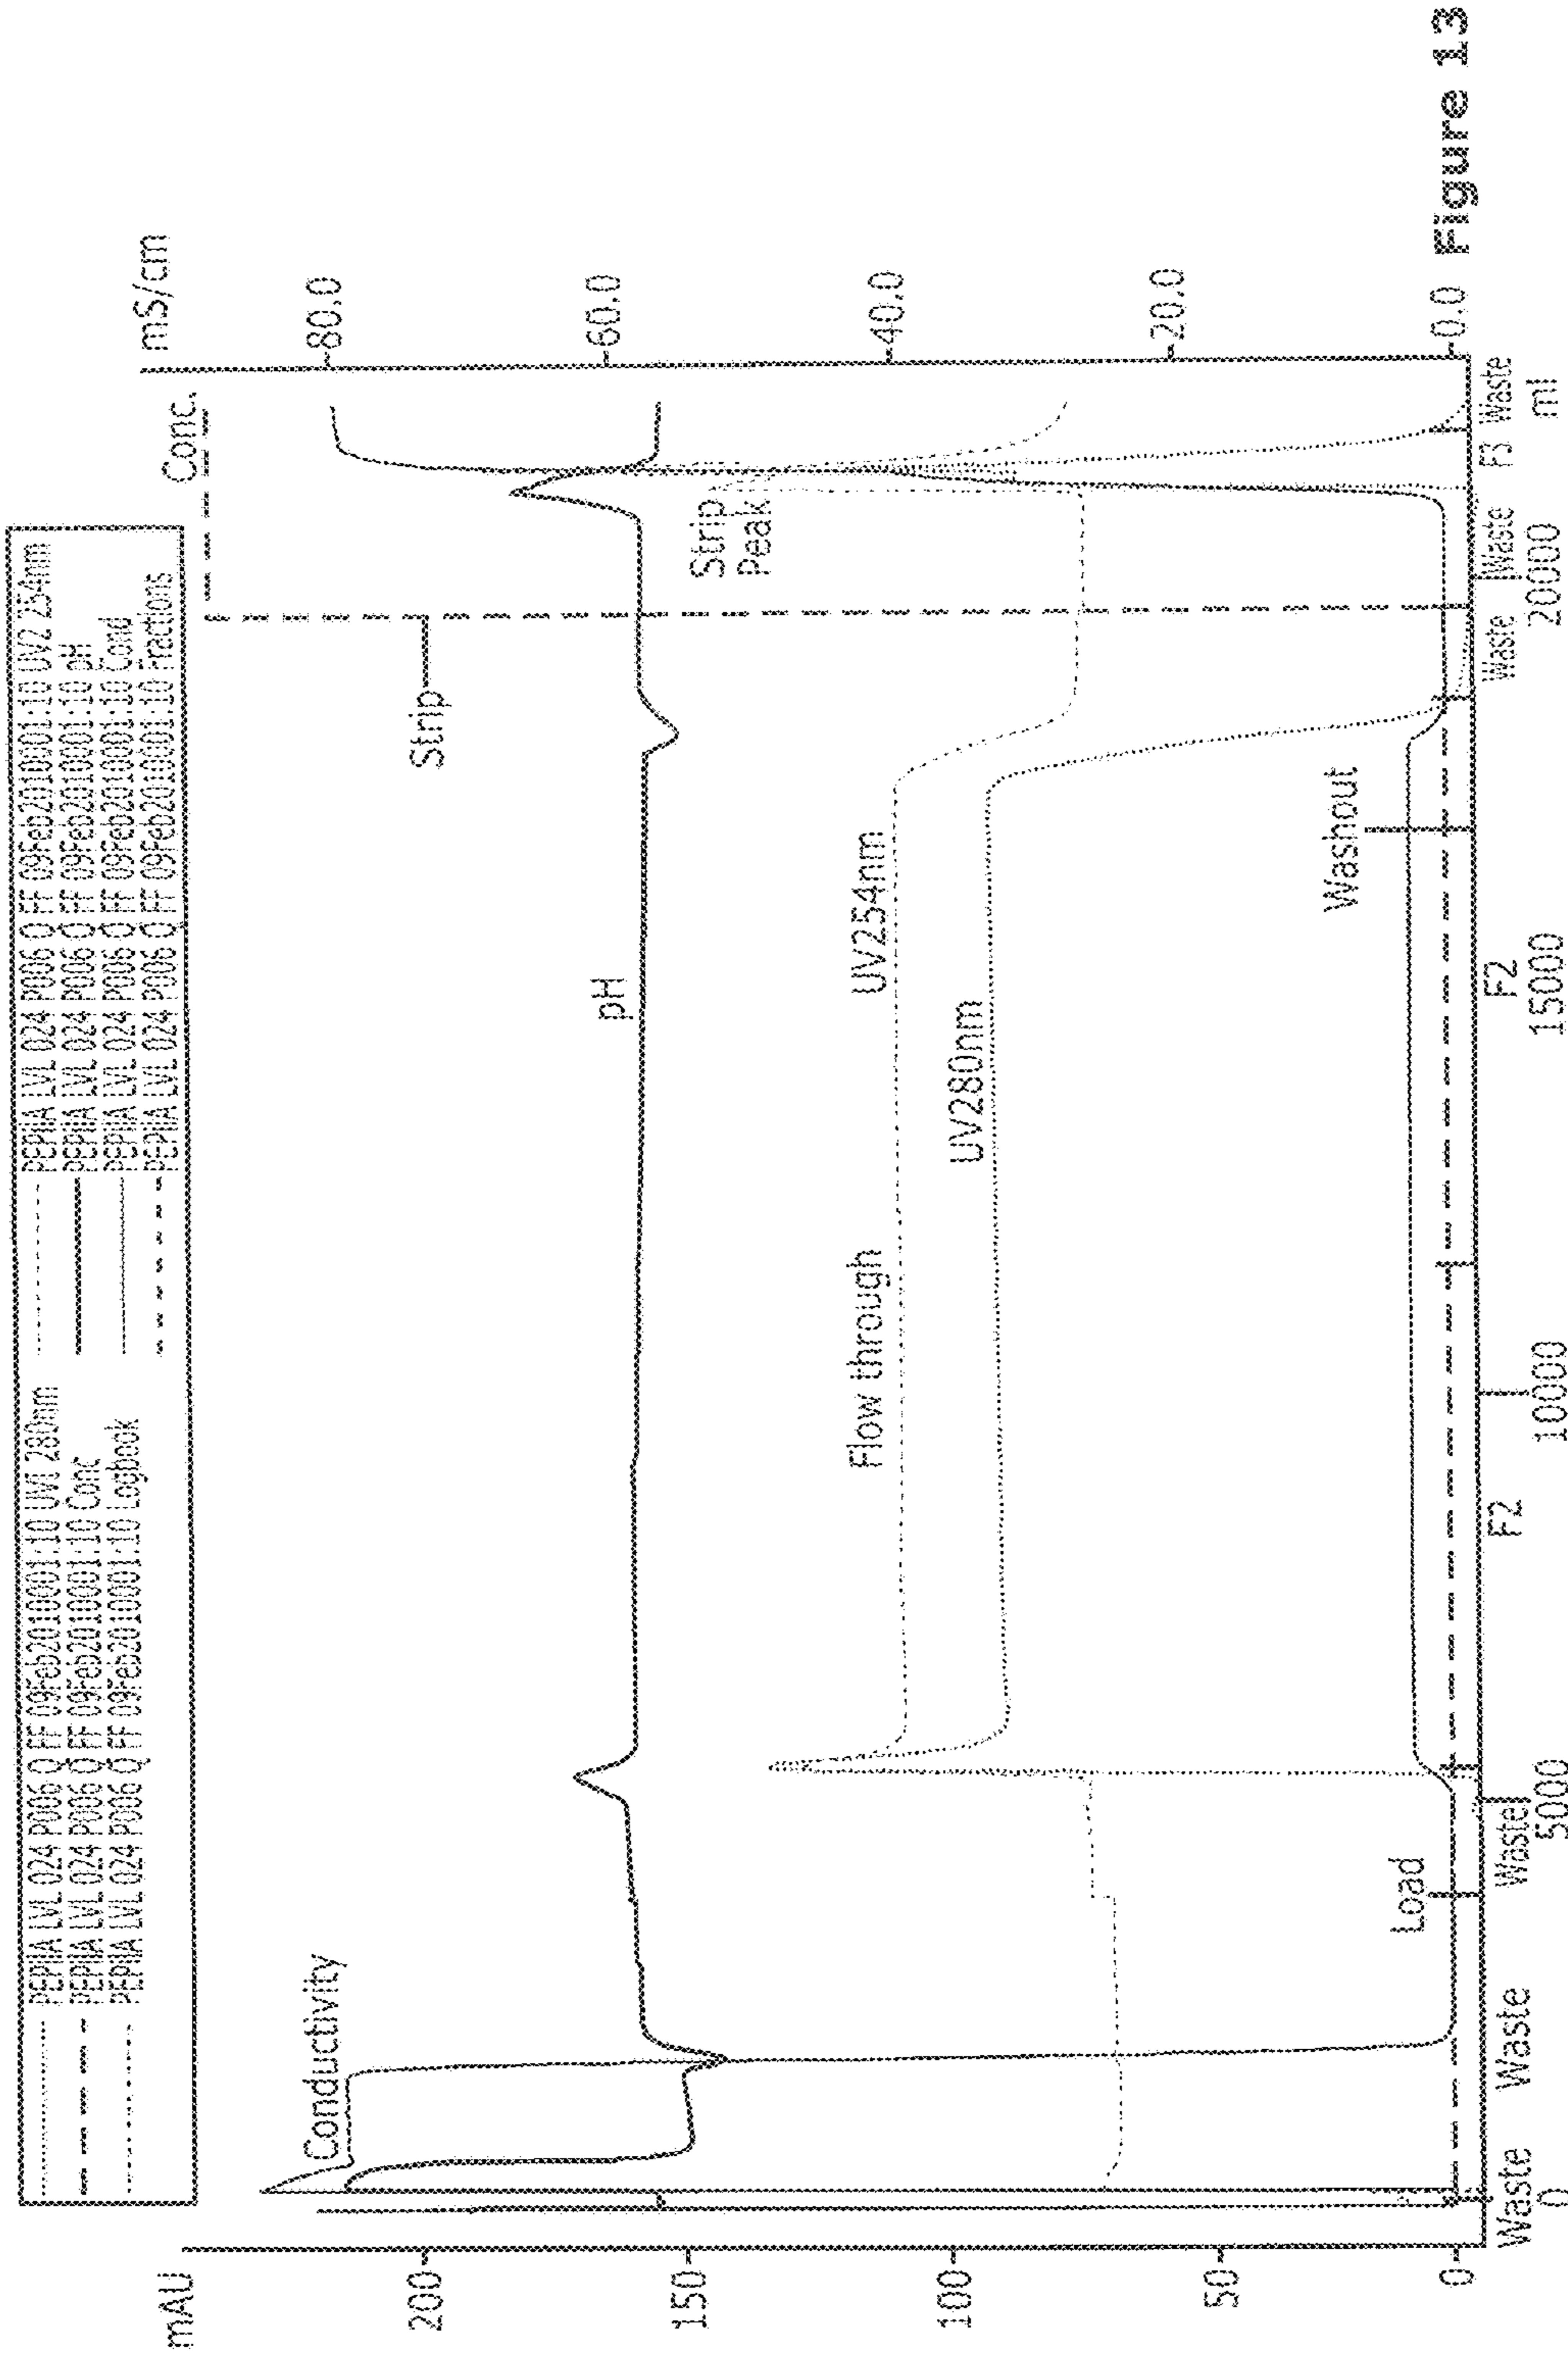 PEPIIA LVL 024 P006 Q FF 09Feb2010001:10 UV1 280nm
PEPIIA LVL 024 P006 Q FF 09Feb2010001:10 Conc
PEPIIA LVL 024 P006 Q FF 09Feb2010001:10 Logbook
PEPIIA LVL 024 P006 Q FF 09Feb2010001:10 UV2 254nm
PEPIIA LVL 024 P006 Q FF 09Feb2010001:10 pH
PEPIIA LVL 024 P006 Q FF 09Feb2010001:10 Cond
PEPIIA LVL 024 P006 Q FF 09Feb2010001:10 Fractions
mAU
200
150
100
50
0
mS/cm
80.0
60.0
40.0
20.0
0.0
Conductivity
Conc.
Strip
pH
Strip
Peak
Flow through
UV254nm
UV280nm
Load
Washout
Waste
Waste
Waste
F2
F2
Waste
Waste
F3
Waste
0
5000
10000
15000
20000
ml
Figure 13